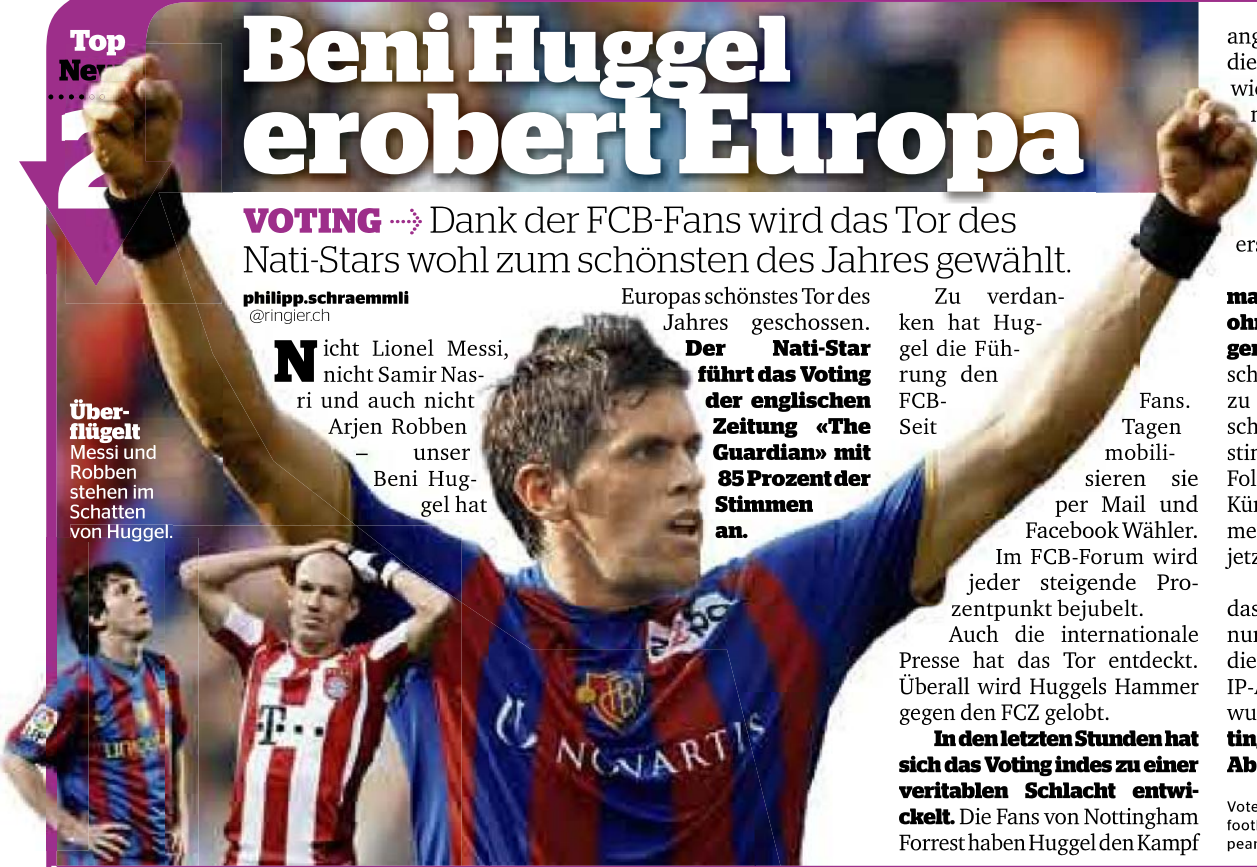 Top
2
Beni Huggel
erobert Europa
VOTING Dank der FCB-Fans wird das Tor des
Nati-Stars wohl zum schönsten des Jahres gewählt.
philipp.schraemmli
@ringier.ch
Nicht Lionel Messi,
nicht Samir Nas-
ri und auch nicht
Arjen Robben
– unser
Beni Hug-
gel hat
Europas schönstes Tor des
Jahres geschossen.
Der Nati-Star
führt das Voting
der englischen
Zeitung «The
Guardian» mit
85 Prozent der
Stimmen
an.
Zu verdan-
ken hat Hug-
gel die Füh-
rung den
FCB- Fans.
Seit Tagen
mobili-
sieren sie
per Mail und
Facebook Wähler.
Im FCB-Forum wird
jeder steigende Pro-
zentpunkt bejubelt.
Auch die internationale
Presse hat das Tor entdeckt.
Überall wird Huggels Hammer
gegen den FCZ gelobt.
In den letzten Stunden hat
sich das Voting indes zu einer
veritablen Schlacht entwi-
ckelt. Die Fans von Nottingham
Forrest haben Huggel den Kampf
die
zu
das
die
Über-
flügelt
Messi und
Robben
stehen im
Schatten
von Huggel.
FCB
NOVARTIS
·T···